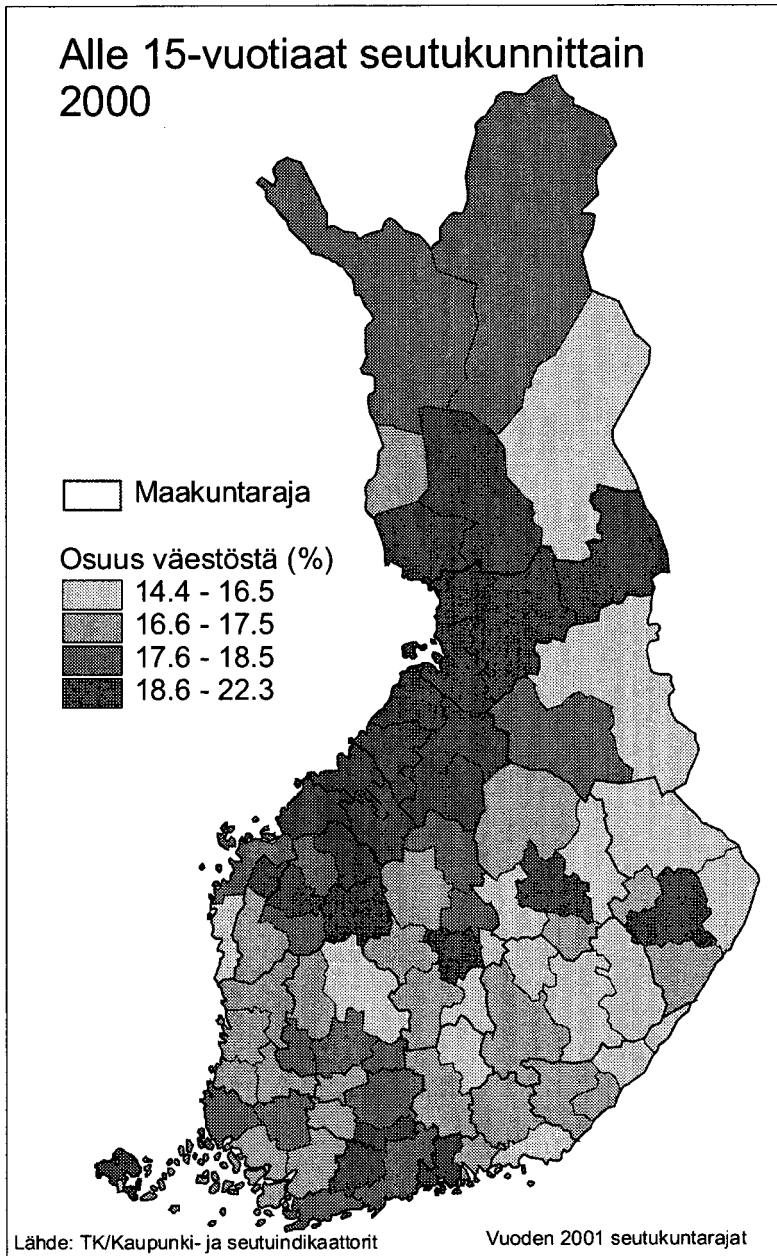 Alle 15-vuotiaat seutukunnittain
2000
Maakuntaraja
Osuus väestöstä (%)
14.4 - 16.5
16.6 - 17.5
17.6 - 18.5
18.6 - 22.3
Lähde: TK/Kaupunki- ja seutuindikaattorit
Vuoden 2001 seutukuntarajat